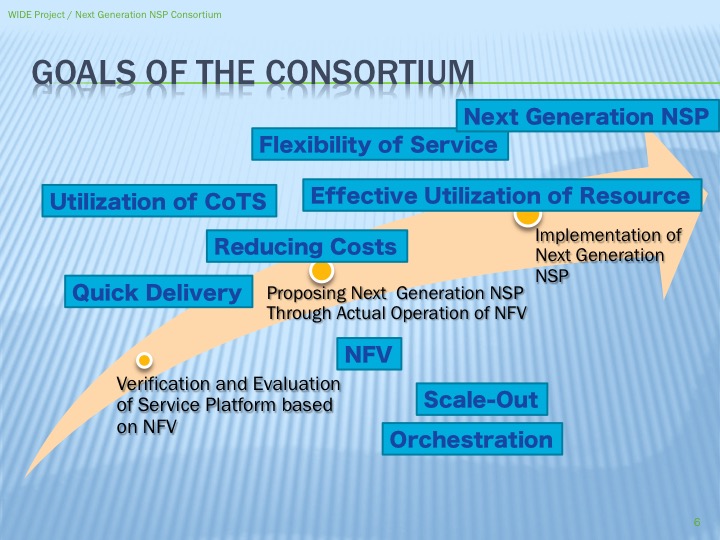 WIDE Project / Next Generation NSP Consortium
GOALS OF THE CONSORTIUM
Next Generation NSP
Flexibility of Service
Utilization of CoTS
Effective Utilization of Resource
Reducing Costs
Implementation of
Next Generation
NSP
Quick Delivery
Proposing Next  Generation NSP
Through Actual Operation of NFV
NFV
Verification and Evaluation
of Service Platform based
on NFV
Scale-Out
Orchestration
6